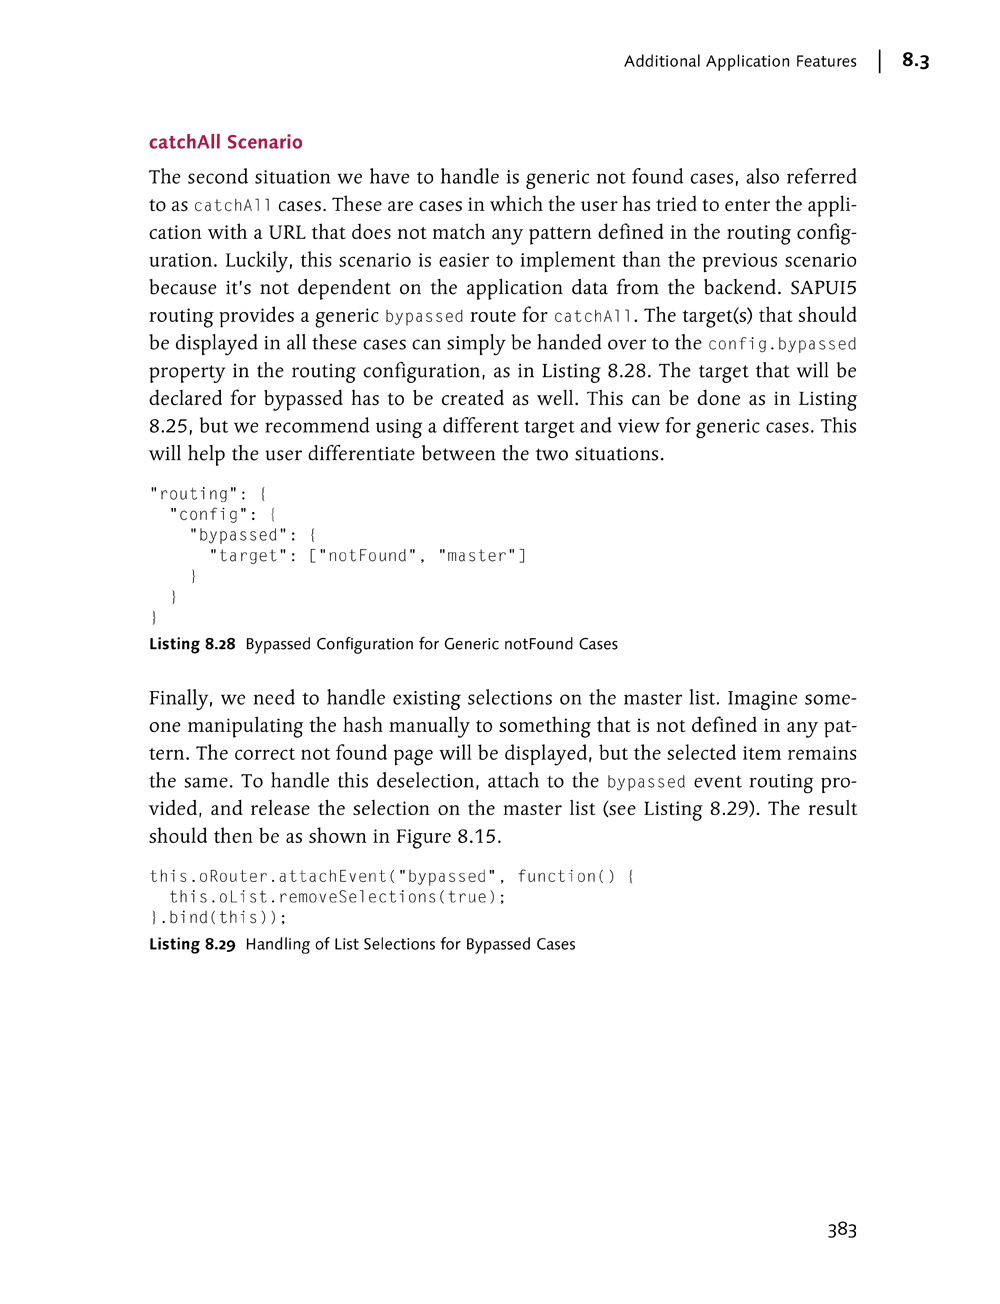 Additional Application Features | 8.3
catchAll Scenario
The second situation we have to handle is generic not found cases, also referred
to as catchAll cases. These are cases in which the user has tried to enter the appli-
cation with a URL that does not match any pattern defined in the routing config-
uration. Luckily, this scenario is easier to implement than the previous scenario
because it's not dependent on the application data from the backend. SAPUI5
routing provides a generic bypassed route for catchAll. The target(s) that should
be displayed in all these cases can simply be handed over to the config.bypassed
property in the routing configuration, as in Listing 8.28. The target that will be
declared for bypassed has to be created as well. This can be done as in Listing
8.25, but we recommend using a different target and view for generic cases. This
will help the user differentiate between the two situations.
"routing": {
  "config": {
    "bypassed": {
      "target": ["notFound", "master"]
    }
  }
}
Listing 8.28 Bypassed Configuration for Generic notFound Cases
Finally, we need to handle existing selections on the master list. Imagine some-
one manipulating the hash manually to something that is not defined in any pat-
tern. The correct not found page will be displayed, but the selected item remains
the same. To handle this deselection, attach to the bypassed event routing pro-
vided, and release the selection on the master list (see Listing 8.29). The result
should then be as shown in Figure 8.15.
this.oRouter.attachEvent("bypassed", function() {
  this.oList.removeSelections(true);
}.bind(this));
Listing 8.29 Handling of List Selections for Bypassed Cases
383